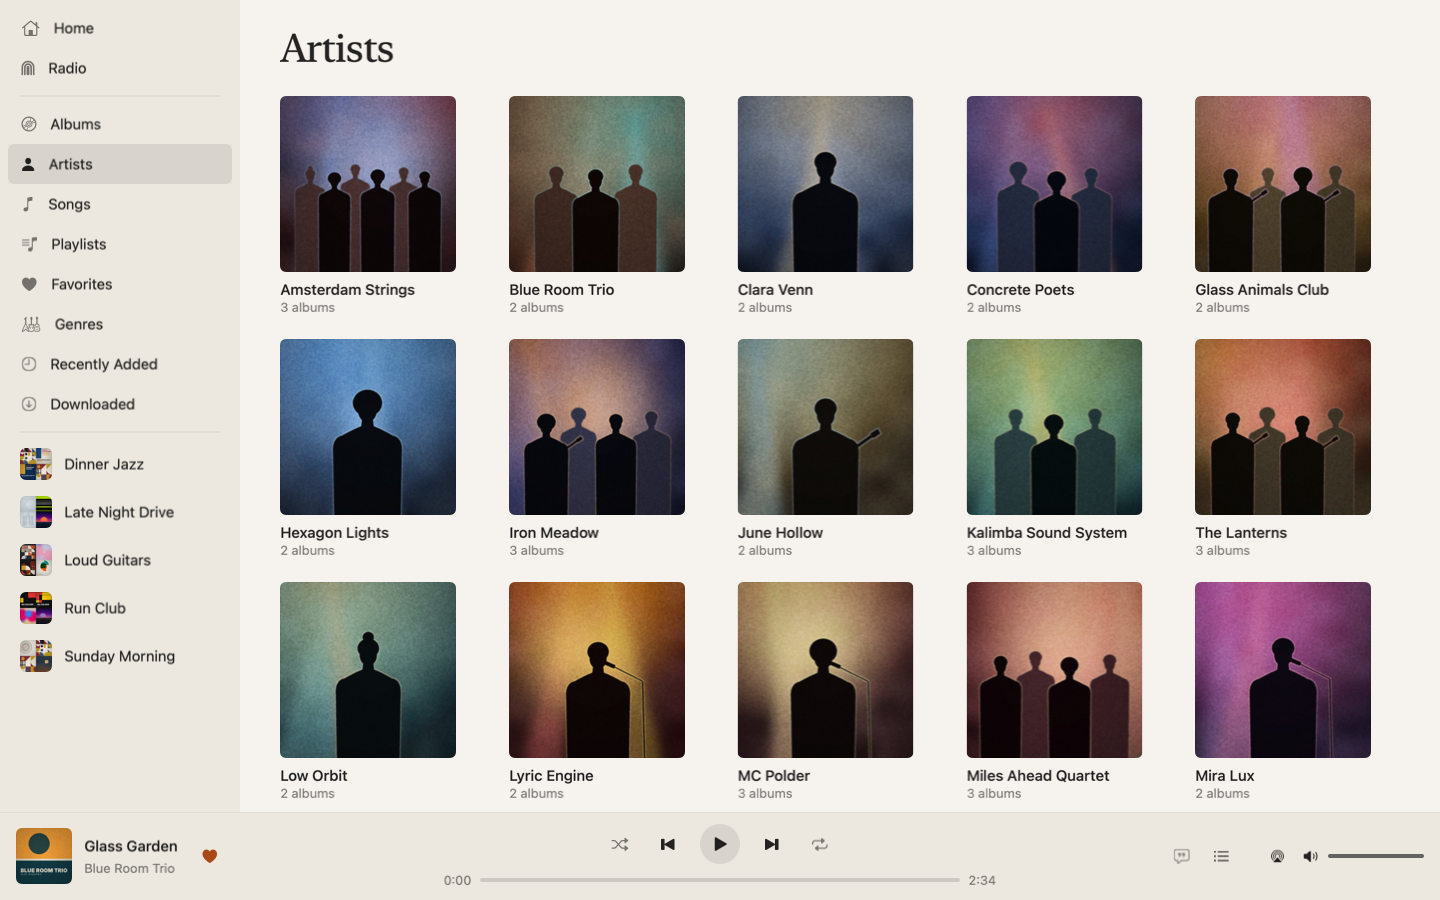 Home
Radio
Albums
Artists
Songs
Playlists
Favorites
Genres
Recently Added
Downloaded
Dinner Jazz
Late Night Drive
Loud Guitars
Run Club
Sunday Morning
Artists
Amsterdam Strings
3 albums
Blue Room Trio
2 albums
Clara Venn
2 albums
Concrete Poets
2 albums
Glass Animals Club
2 albums
Hexagon Lights
2 albums
Iron Meadow
3 albums
June Hollow
2 albums
Kalimba Sound System
3 albums
The Lanterns
3 albums
Low Orbit
2 albums
Lyric Engine
2 albums
MC Polder
3 albums
Miles Ahead Quartet
3 albums
Mira Lux
2 albums
BLUE ROOM TRIO
Glass Garden
Blue Room Trio
0:00
2:34